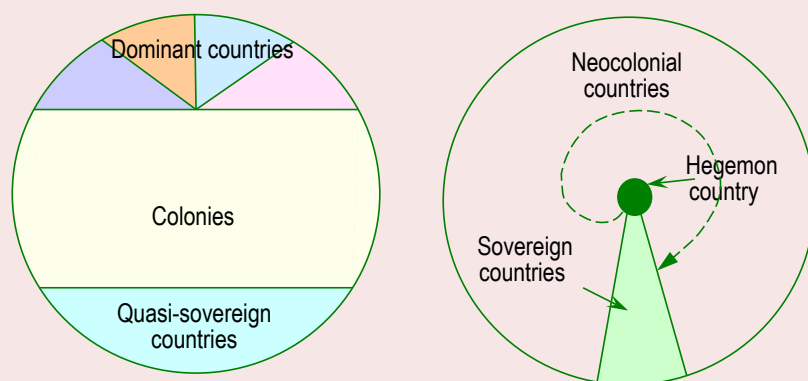 Dominant countries
Colonies
Quasi-sovereign
countries
Neocolonial
countries
Hegemon
country
Sovereign
countries